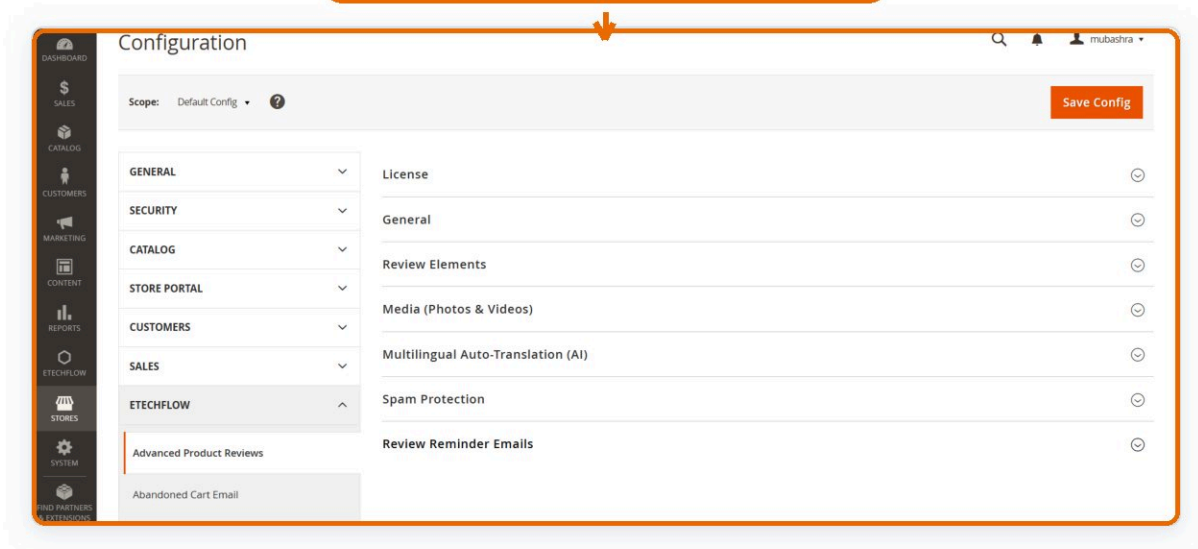 Configuration
mubashra
Scope: Default Config
?
Save Config
DASHBOARD
$
SALES
CATALOG
CUSTOMERS
MARKETING
CONTENT
REPORTS
ETECHFLOW
STORES
SYSTEM
FIND PARTNERS
& EXTENSIONS
GENERAL
SECURITY
CATALOG
STORE PORTAL
CUSTOMERS
SALES
ETECHFLOW
Advanced Product Reviews
Abandoned Cart Email
License
General
Review Elements
Media (Photos & Videos)
Multilingual Auto-Translation (AI)
Spam Protection
Review Reminder Emails